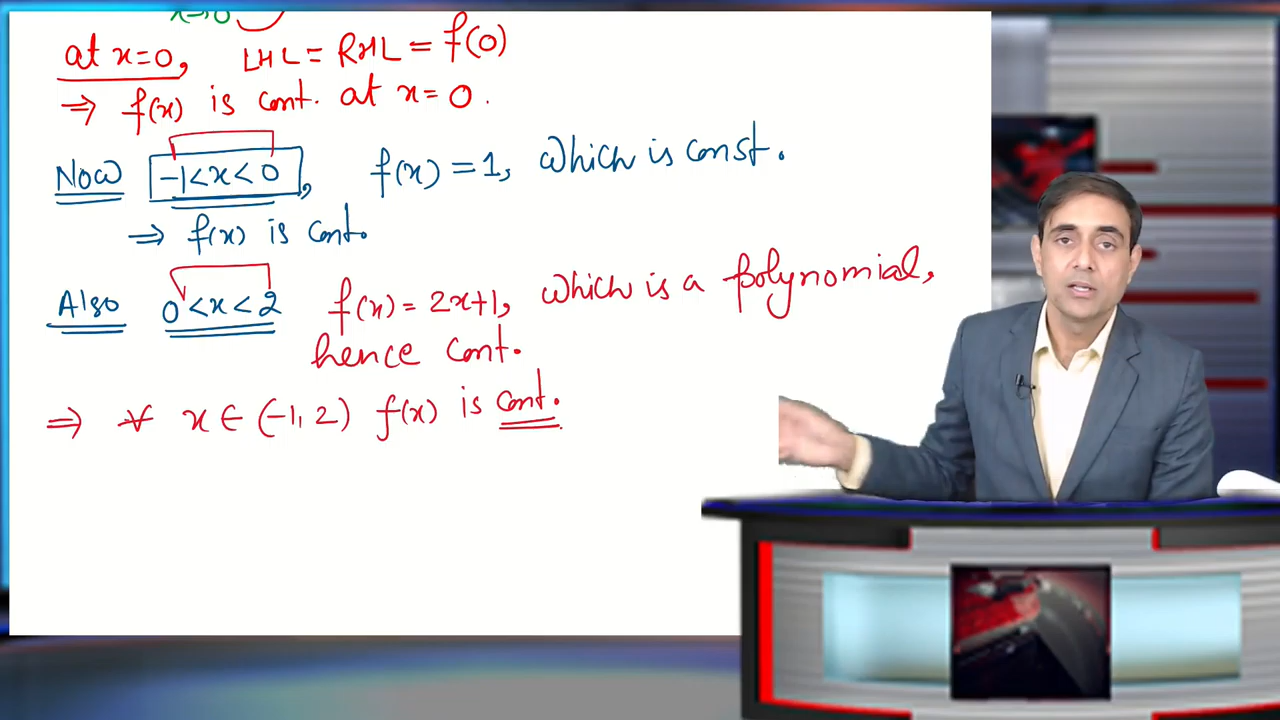 x→0
at x=0, LHL = RHL = f(0)
⇒ f(x) is cont. at x=0.
Now -1<x<0, f(x) = 1, which is const.
⇒ f(x) is cont.
Also 0<x<2 f(x) = 2x+1, which is a polynomial,
hence cont.
⇒ ∀ x ∈ (-1, 2) f(x) is cont.